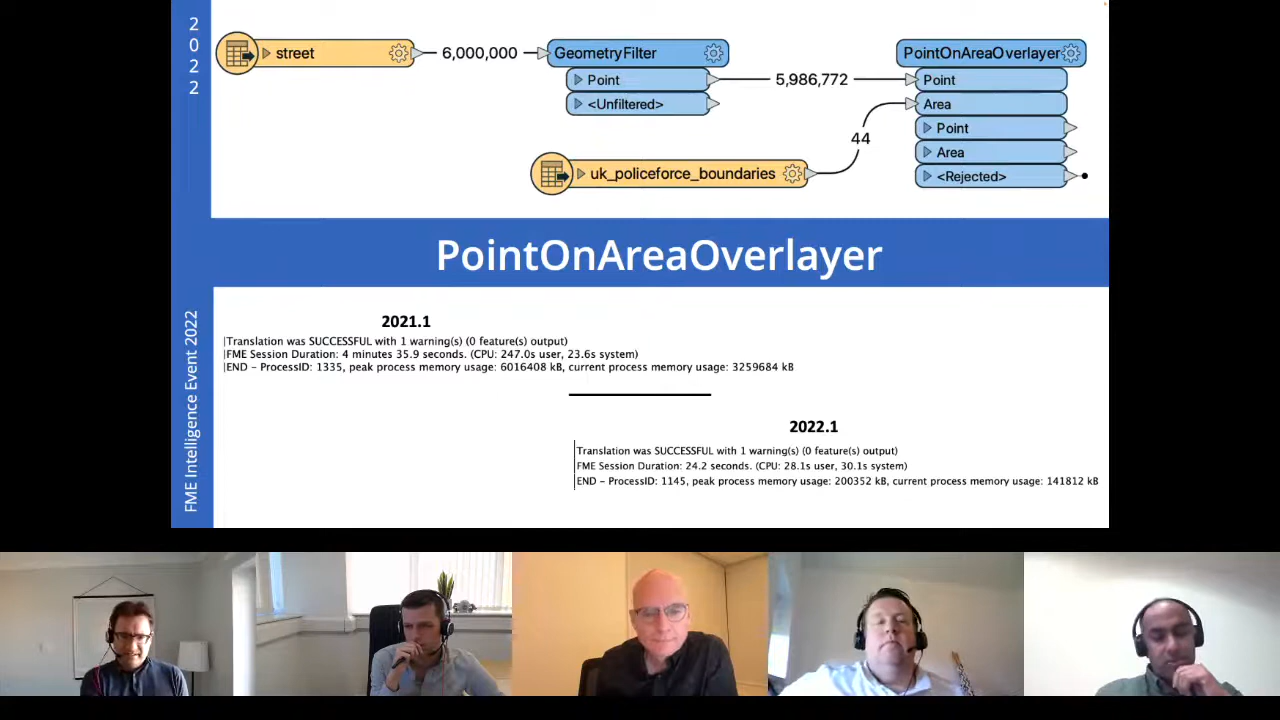 2022
street
6,000,000
GeometryFilter
Point
<Unfiltered>
5,986,772
PointOnAreaOverlayer
Point
Area
Point
Area
<Rejected>
44
uk_policeforce_boundaries
PointOnAreaOverlayer
FME Intelligence Event 2022
2021.1
Translation was SUCCESSFUL with 1 warning(s) (0 feature(s) output)
FME Session Duration: 4 minutes 35.9 seconds. (CPU: 247.0s user, 23.6s system)
END - ProcessID: 1335, peak process memory usage: 6016408 kB, current process memory usage: 3259684 kB
2022.1
Translation was SUCCESSFUL with 1 warning(s) (0 feature(s) output)
FME Session Duration: 24.2 seconds. (CPU: 28.1s user, 30.1s system)
END - ProcessID: 1145, peak process memory usage: 200352 kB, current process memory usage: 141812 kB